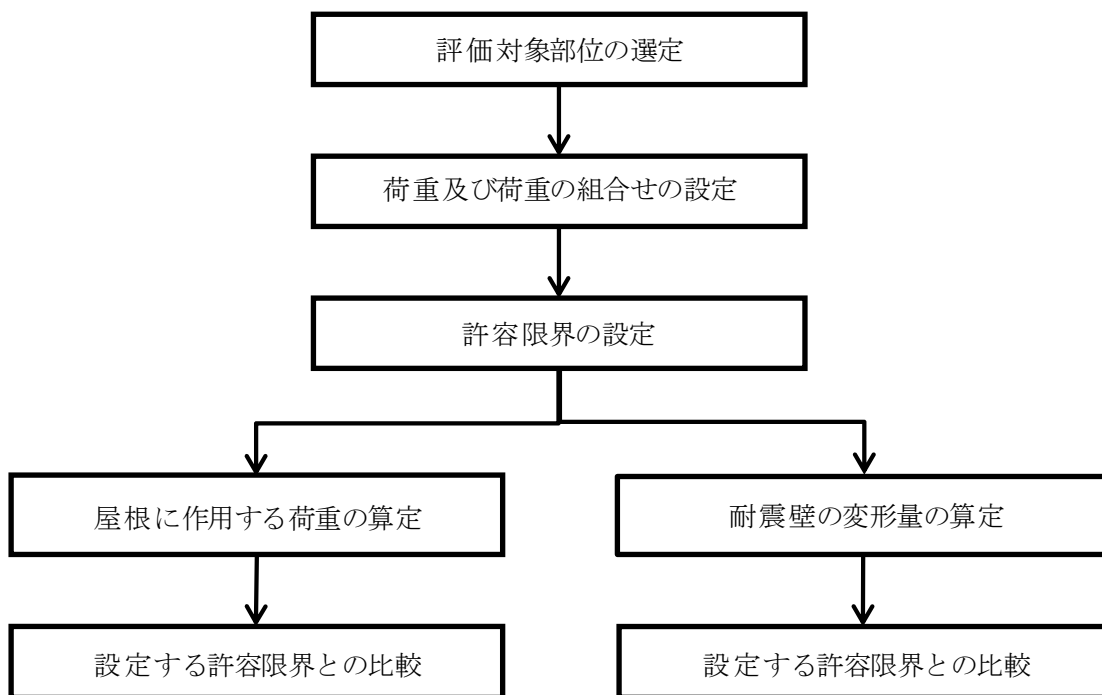 評価対象部位の選定
荷重及び荷重の組合せの設定
許容限界の設定
屋根に作用する荷重の算定
耐震壁の変形量の算定
設定する許容限界との比較
設定する許容限界との比較